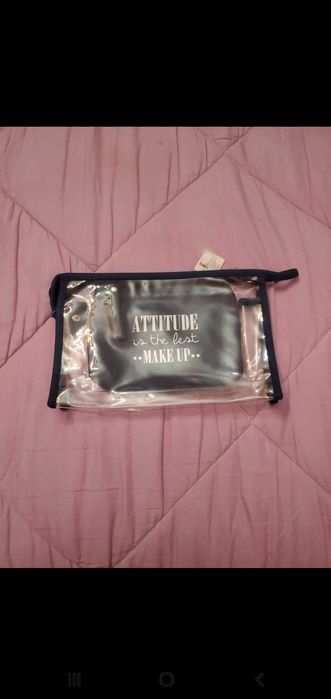 ATTITUDE
is the best
•• MAKE UP ••